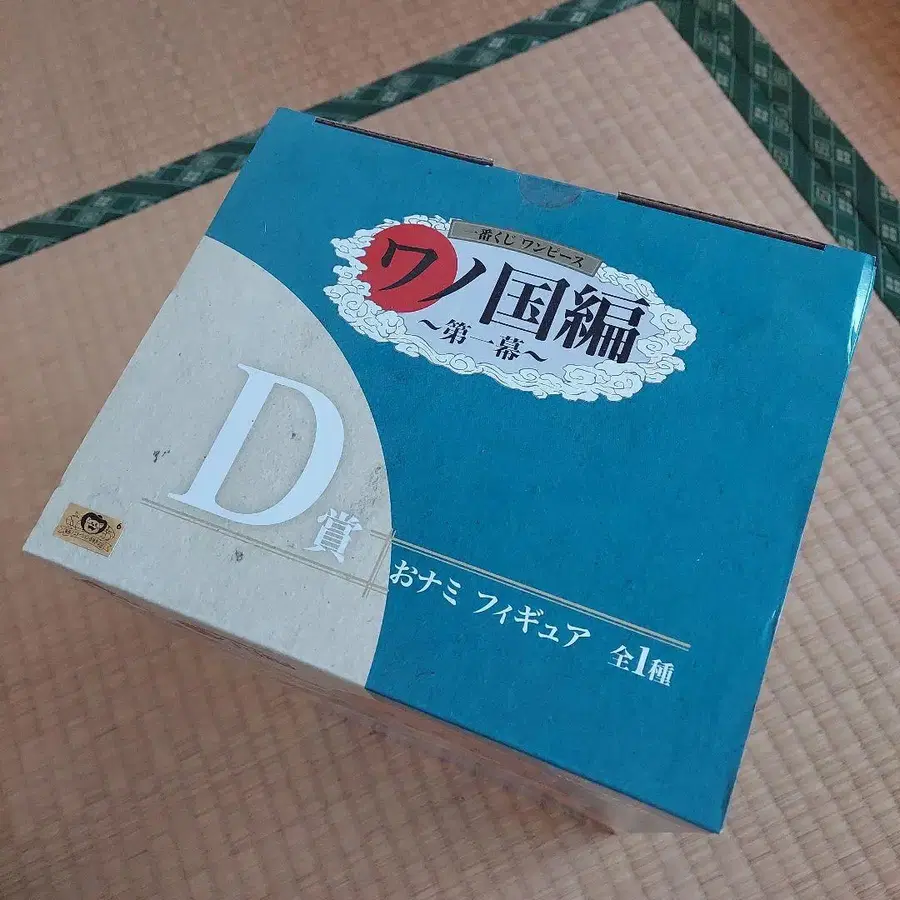 一番くじ ワンピース
ワノ国編
～第一幕～
D賞
おナミ フィギュア 全1種